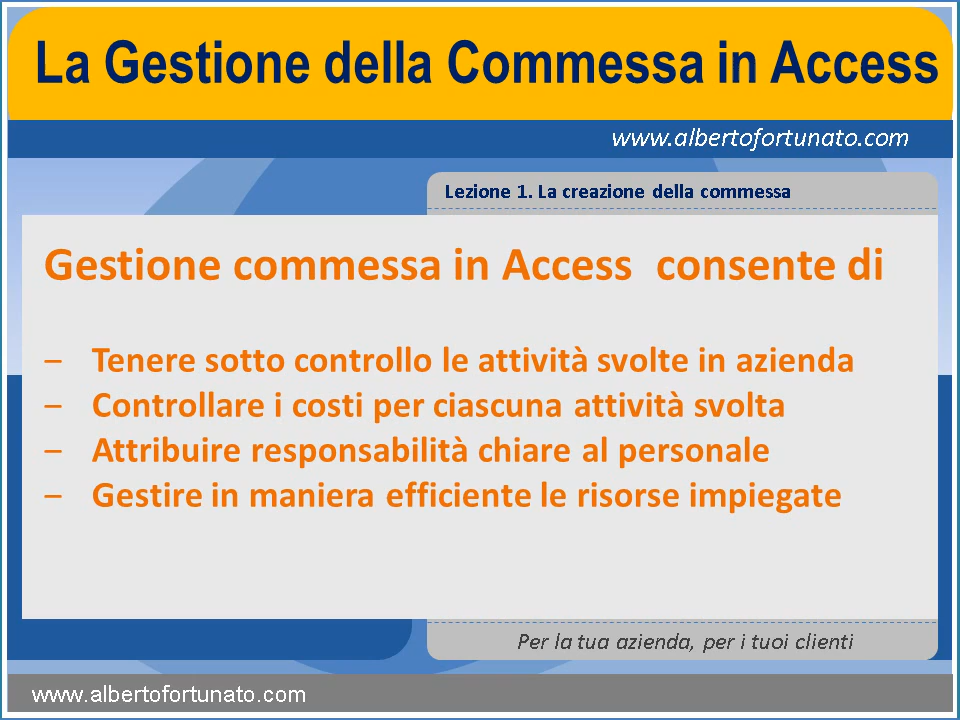 La Gestione della Commessa in Access
www.albertofortunato.com
Lezione 1. La creazione della commessa
Gestione commessa in Access  consente di
– Tenere sotto controllo le attività svolte in azienda
– Controllare i costi per ciascuna attività svolta
– Attribuire responsabilità chiare al personale
– Gestire in maniera efficiente le risorse impiegate
Per la tua azienda, per i tuoi clienti
www.albertofortunato.com